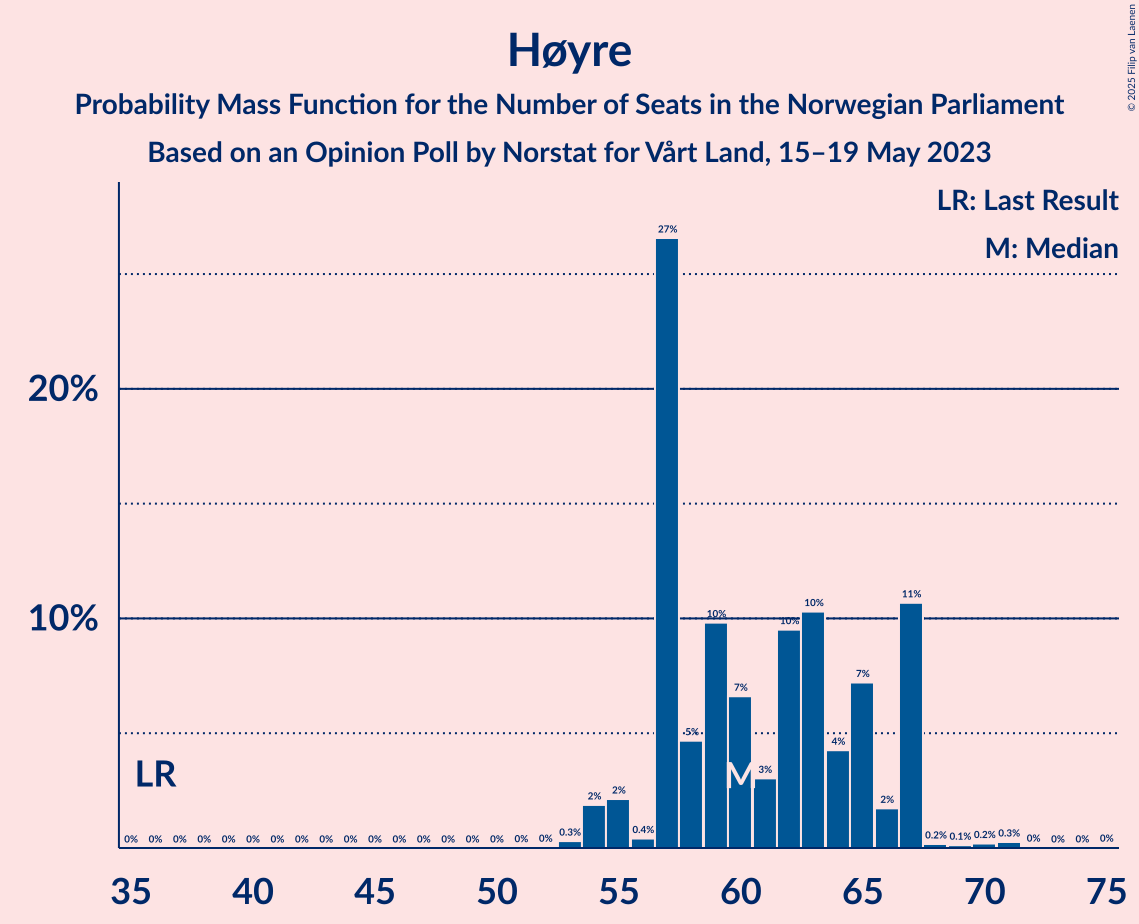 Høyre
Probability Mass Function for the Number of Seats in the Norwegian Parliament
Based on an Opinion Poll by Norstat for Vårt Land, 15–19 May 2023
© 2025 Filip van Laenen
LR: Last Result
M: Median
20%
10%
LR
M
0% 0% 0% 0% 0% 0% 0% 0% 0% 0% 0% 0% 0% 0% 0% 0% 0% 0% 0.3% 2% 2% 0.4% 27% 5% 10% 7% 3% 10% 10% 4% 7% 2% 11% 0.2% 0.1% 0.2% 0.3% 0% 0% 0% 0%
35 40 45 50 55 60 65 70 75